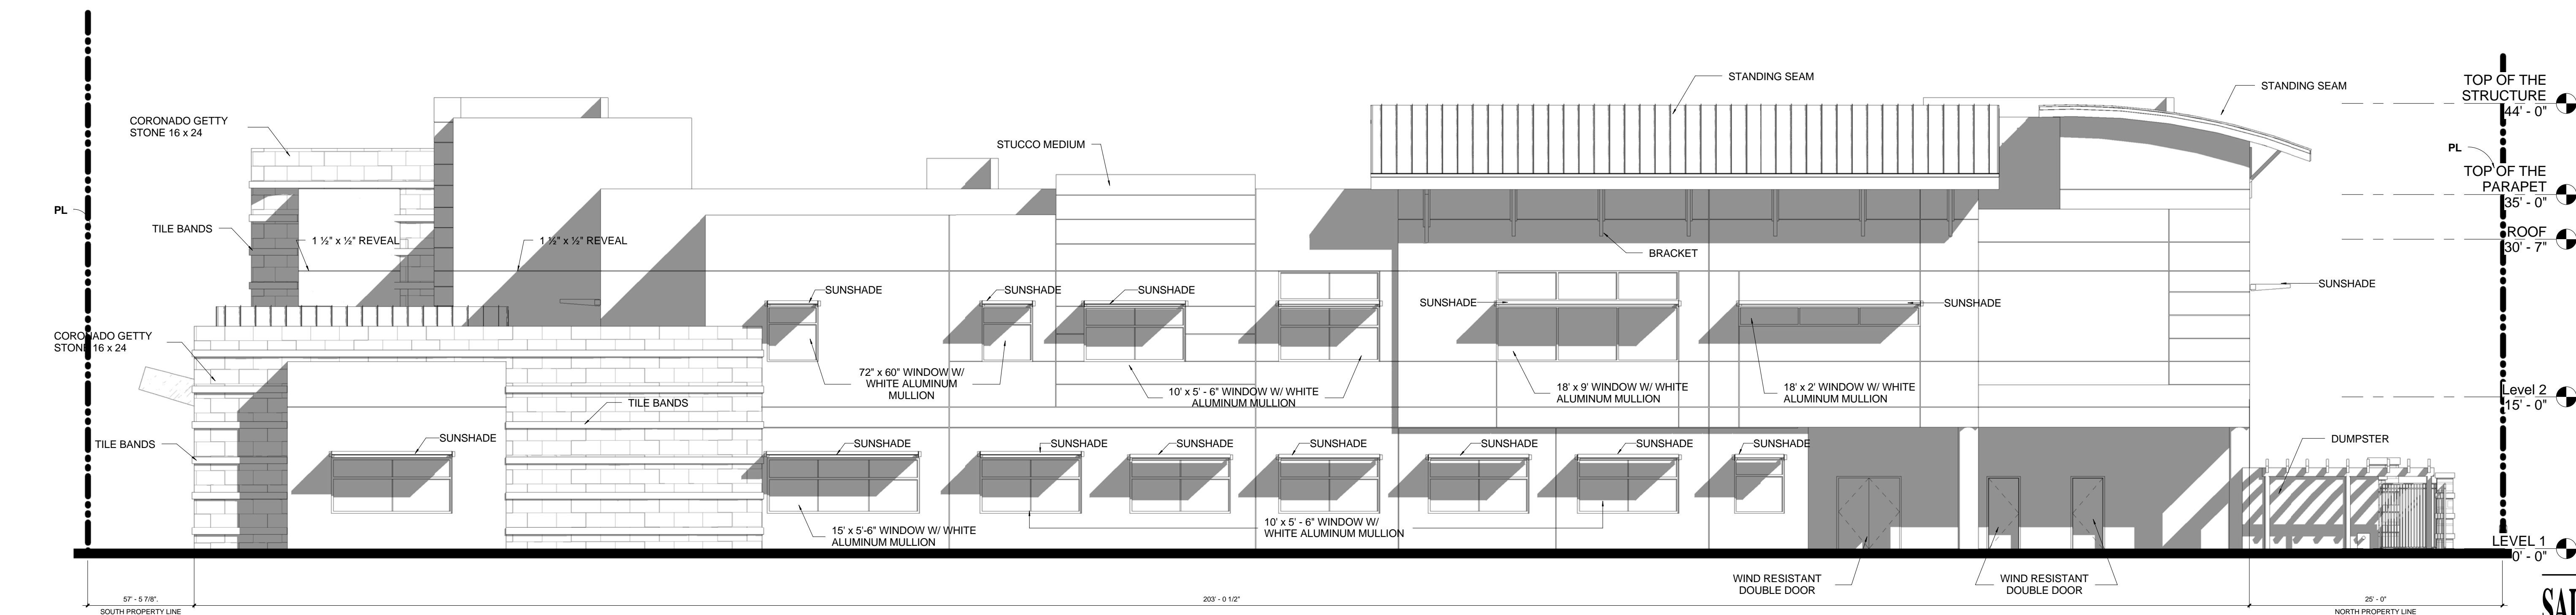 STANDING SEAM
STANDING SEAM
TOP OF THE
STRUCTURE
44' - 0"
CORONADO GETTY
STONE 16 x 24
STUCCO MEDIUM
PL
TOP OF THE
PARAPET
35' - 0"
PL
TILE BANDS
1 ½" x ½" REVEAL
1 ½" x ½" REVEAL
ROOF
30' - 7"
BRACKET
SUNSHADE
SUNSHADE
SUNSHADE
SUNSHADE
SUNSHADE
SUNSHADE
CORONADO GETTY
STONE 16 x 24
72" x 60" WINDOW W/
WHITE ALUMINUM
MULLION
10' x 5' - 6" WINDOW W/ WHITE
ALUMINUM MULLION
18' x 9' WINDOW W/ WHITE
ALUMINUM MULLION
18' x 2' WINDOW W/ WHITE
ALUMINUM MULLION
Level 2
15' - 0"
TILE BANDS
TILE BANDS
SUNSHADE
SUNSHADE
SUNSHADE
SUNSHADE
SUNSHADE
SUNSHADE
SUNSHADE
SUNSHADE
DUMPSTER
15' x 5'-6" WINDOW W/ WHITE
ALUMINUM MULLION
10' x 5' - 6" WINDOW W/
WHITE ALUMINUM MULLION
LEVEL 1
0' - 0"
WIND RESISTANT
DOUBLE DOOR
WIND RESISTANT
DOUBLE DOOR
57' - 5 7/8".
SOUTH PROPERTY LINE
203' - 0 1/2"
25' - 0"
NORTH PROPERTY LINE